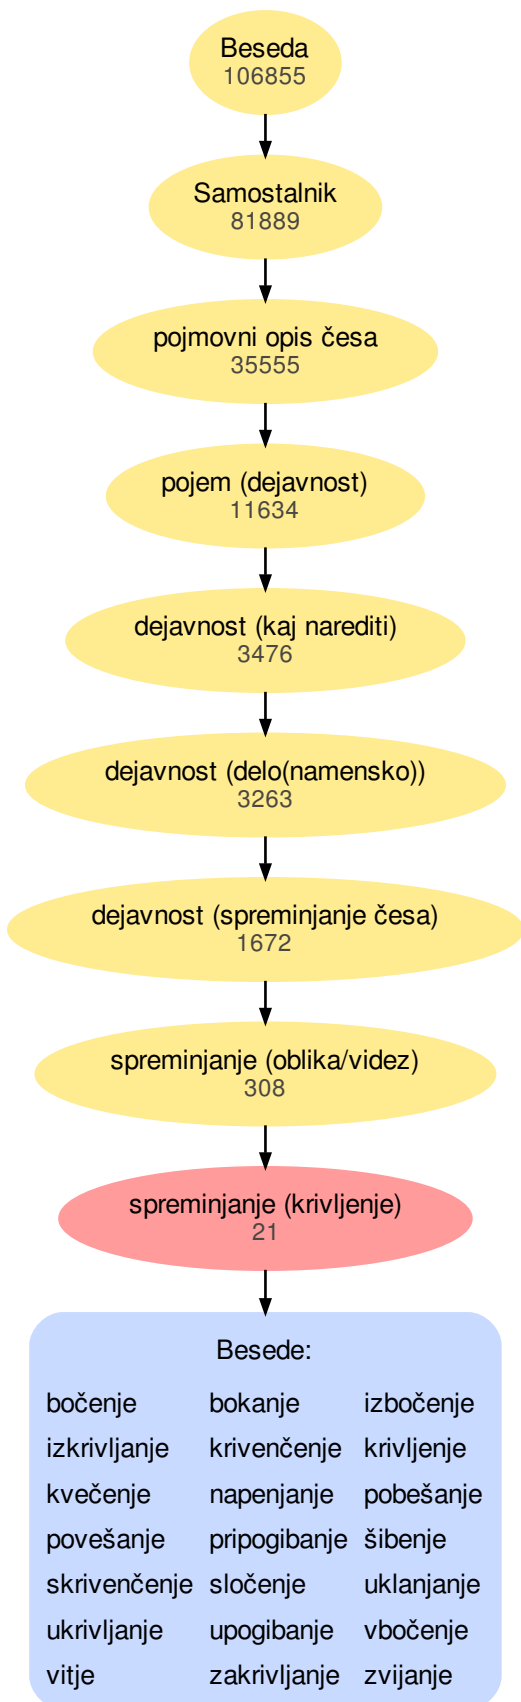 Beseda
106855
Samostalnik
81889
pojmovni opis česa
35555
pojem (dejavnost)
11634
dejavnost (kaj narediti)
3476
dejavnost (delo(namensko))
3263
dejavnost (spreminjanje česa)
1672
spreminjanje (oblika/videz)
308
spreminjanje (krivljenje)
21
Besede:
bočenje bokanje izbočenje
izkrivljanje krivenčenje krivljenje
kvečenje napenjanje pobešanje
povešanje pripogibanje šibenje
skrivenčenje sločenje uklanjanje
ukrivljanje upogibanje vbočenje
vitje zakrivljanje zvijanje